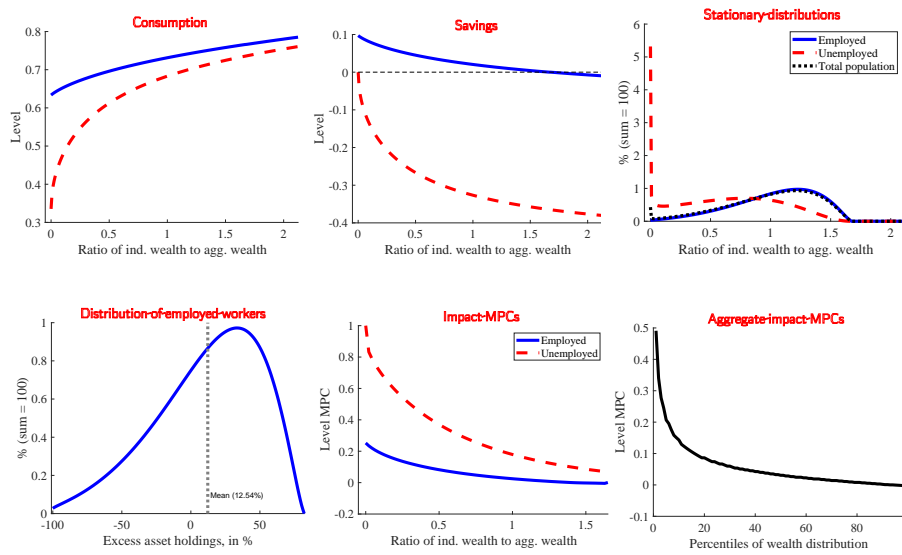 Consumption
0.8
0.7
0.6
0.5
0.4
0.3
Level
0
0.5
1
1.5
2
Ratio of ind. wealth to agg. wealth
Savings
0.1
0
-0.1
-0.2
-0.3
-0.4
Level
0
0.5
1
1.5
2
Ratio of ind. wealth to agg. wealth
Stationary distributions
6
5
4
3
2
1
0
% (sum = 100)
Employed
Unemployed
Total population
0
0.5
1
1.5
2
Ratio of ind. wealth to agg. wealth
Distribution of employed workers
1
0.8
0.6
0.4
0.2
0
% (sum = 100)
Mean (12.54%)
-100
-50
0
50
Excess asset holdings, in %
Impact MPCs
1
0.8
0.6
0.4
0.2
0
-0.2
Level MPC
Employed
Unemployed
0
0.5
1
1.5
Ratio of ind. wealth to agg. wealth
Aggregate impact MPCs
0.5
0.4
0.3
0.2
0.1
0
-0.1
Level MPC
0
20
40
60
80
Percentiles of wealth distribution